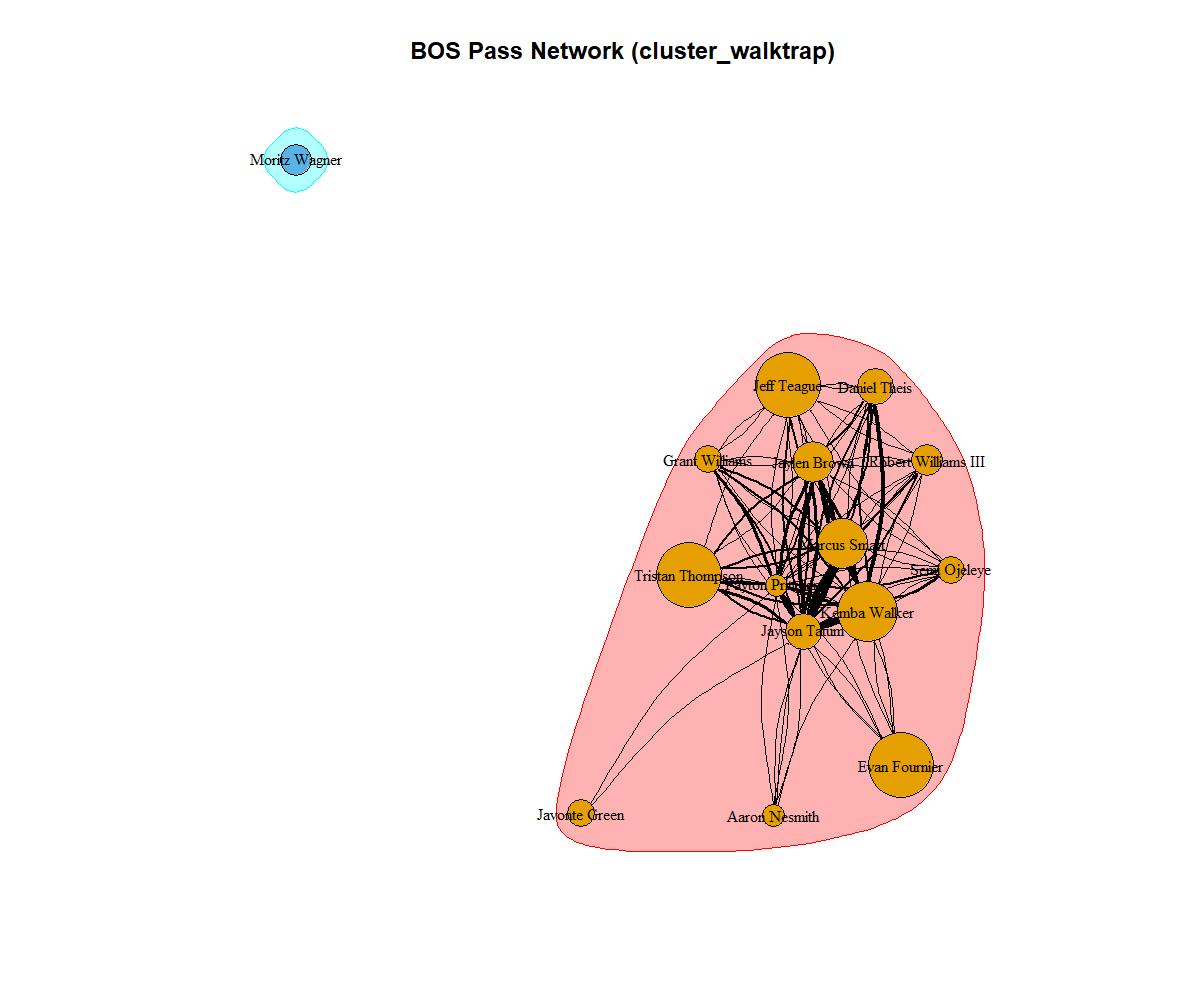 BOS Pass Network (cluster_walktrap)
Moritz Wagner
Jeff Teague
Daniel Theis
Grant Williams
Jaylen Brown
Robert Williams III
Marcus Smart
Semi Ojeleye
Tristan Thompson
Payton
Kemba Walker
Jayson Tatum
Evan Fournier
Javonte Green
Aaron Nesmith